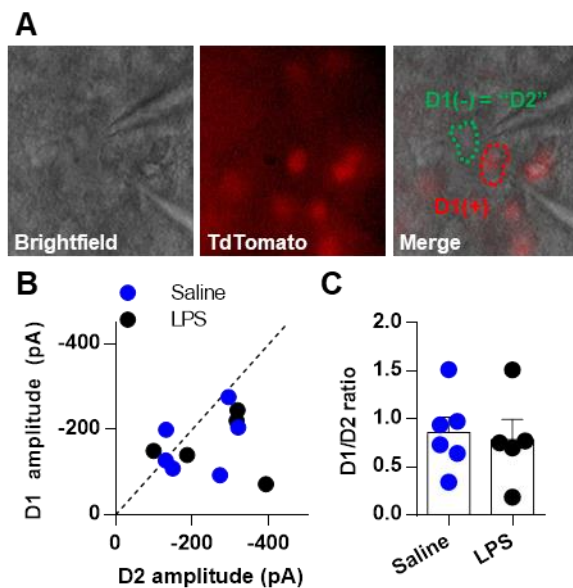 A
D1(-) = “D2”
D1(+)
Brightfield
TdTomato
Merge
B
Saline
LPS
D1 amplitude (pA)
-400
-200
0
0
-200
-400
D2 amplitude (pA)
C
D1/D2 ratio
2.0
1.5
1.0
0.5
0.0
Saline
LPS